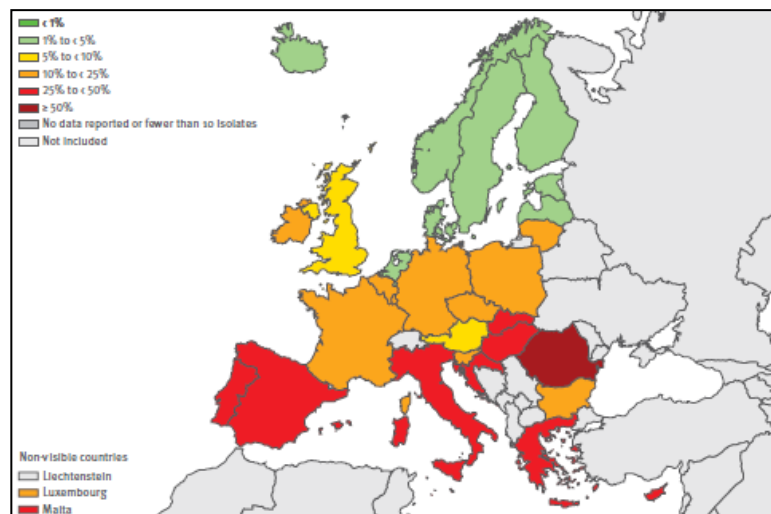 < 1%
1% to < 5%
5% to < 10%
10% to < 25%
25% to < 50%
≥ 50%
No data reported or fewer than 10 isolates
Not included
Non-visible countries
Liechtenstein
Luxembourg
Malta